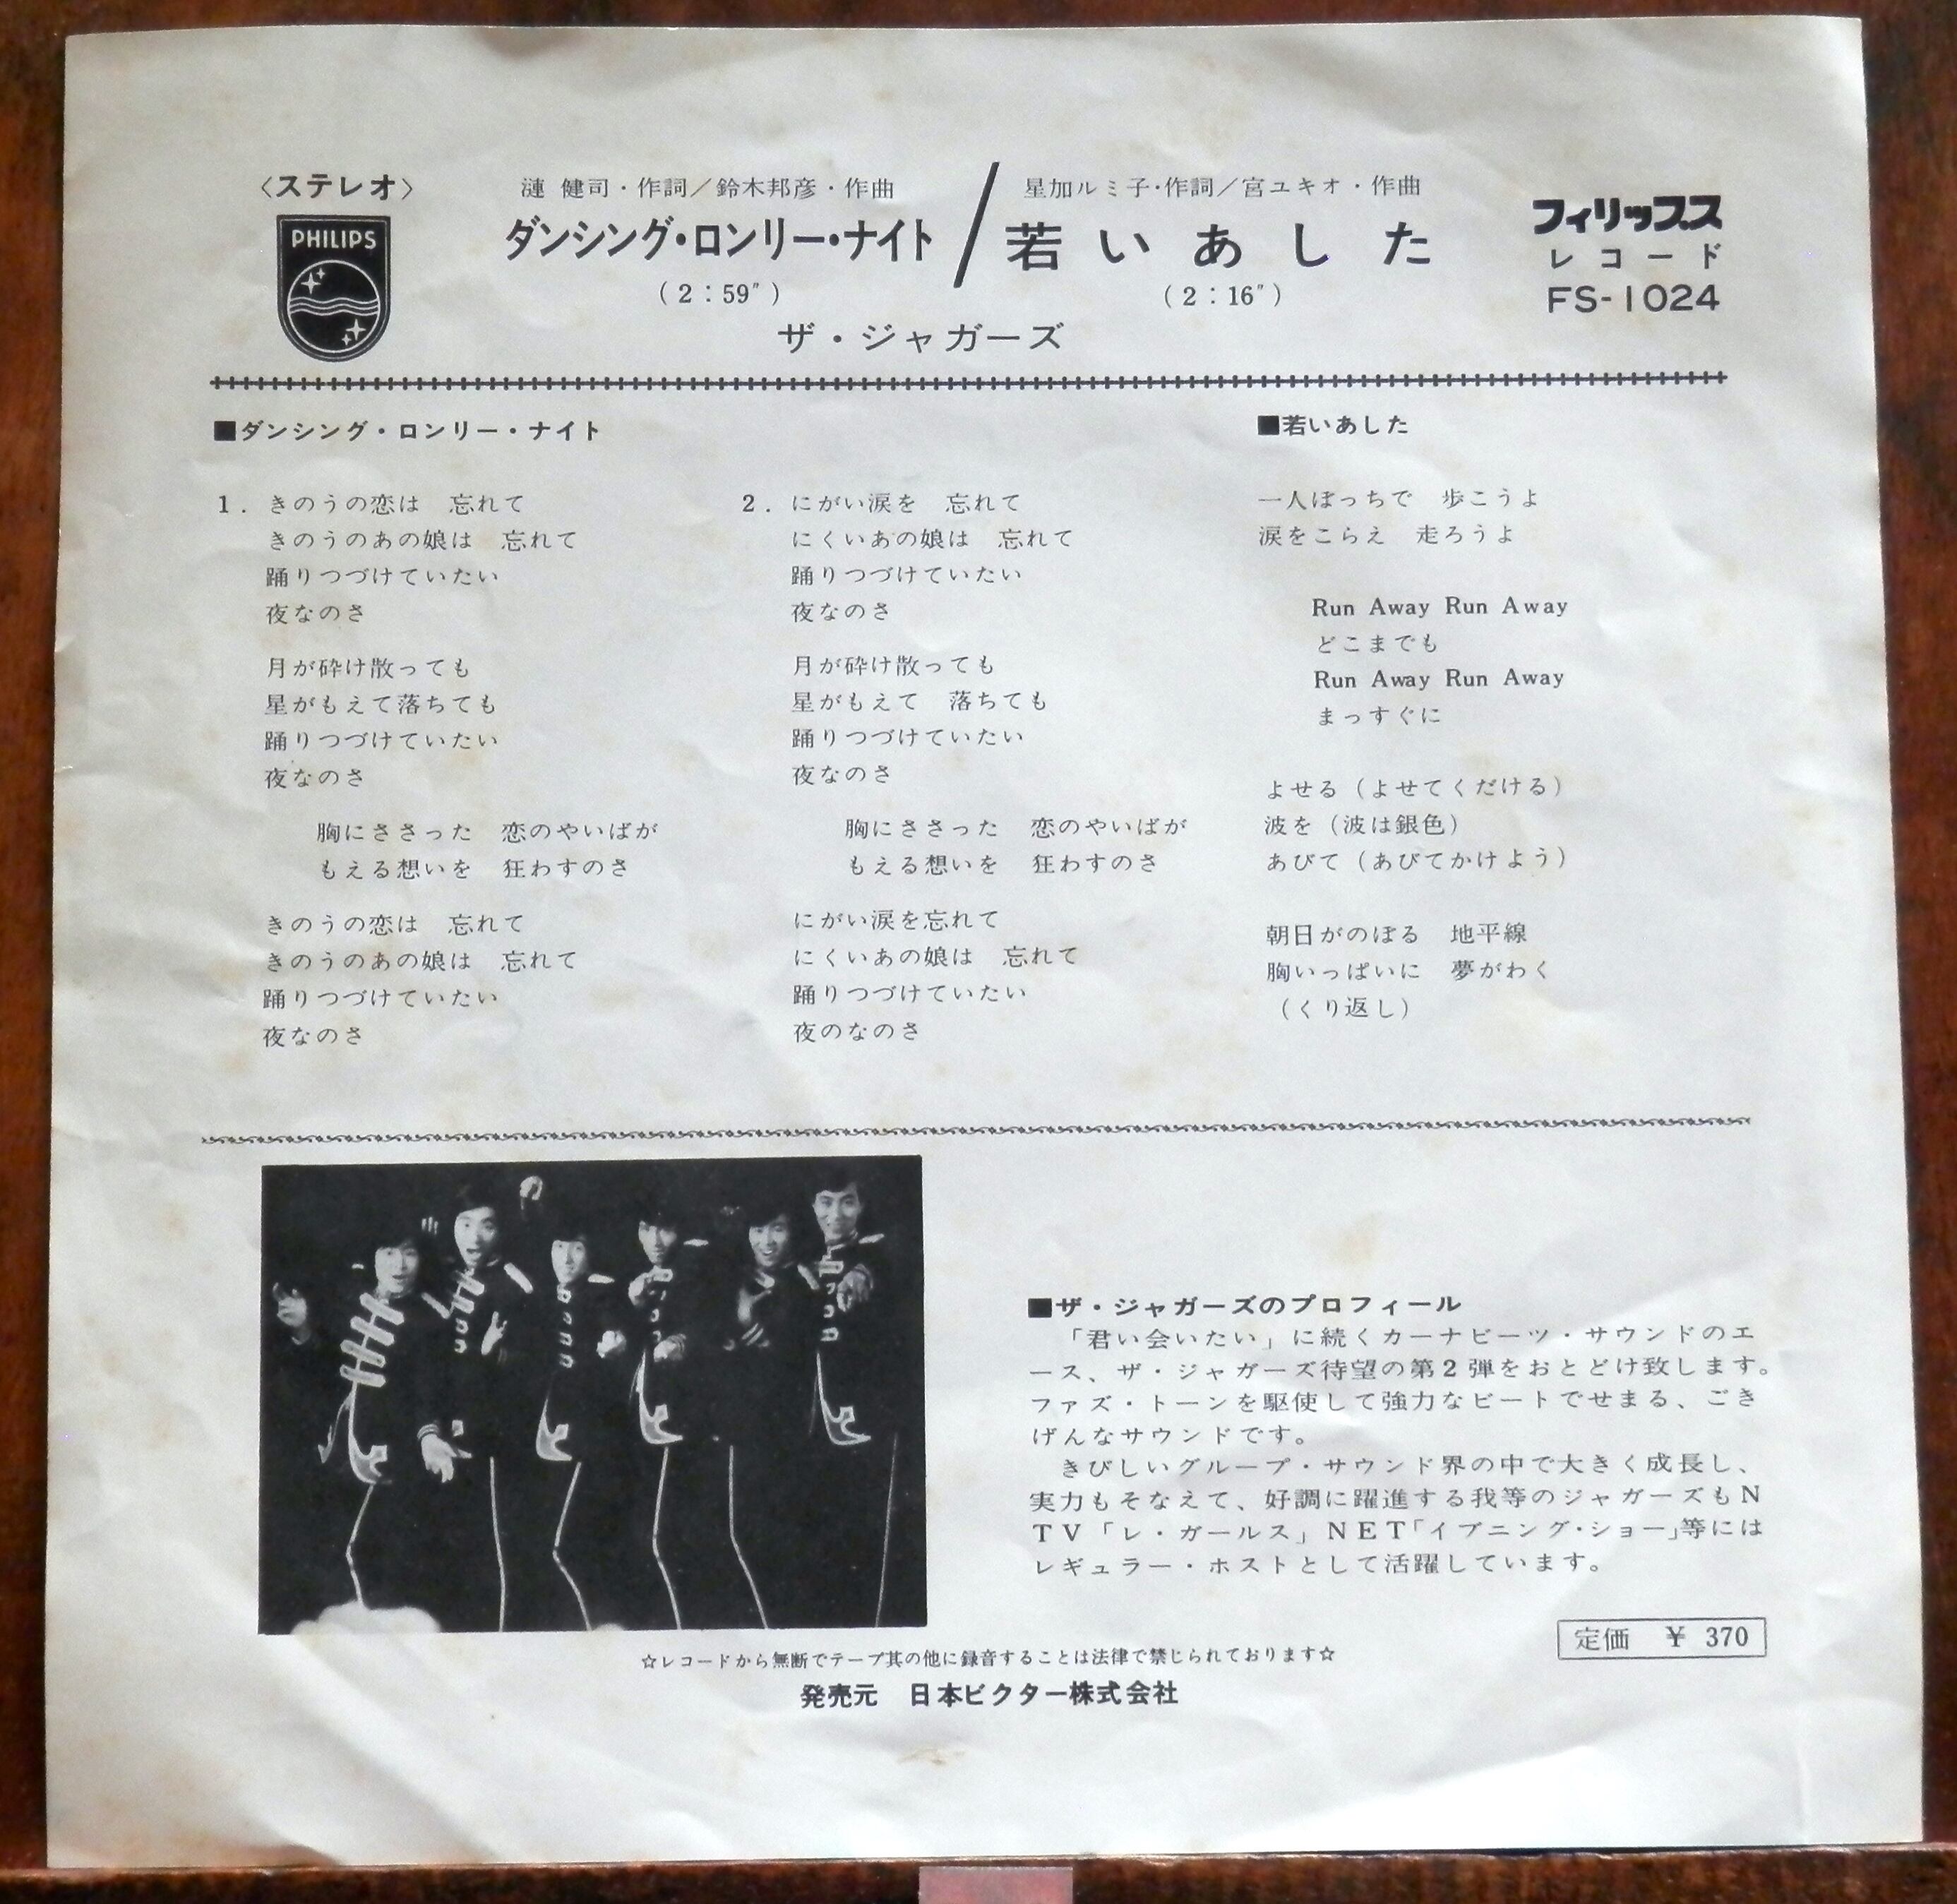 〈ステレオ〉
PHILIPS
漣 健司・作詞／鈴木邦彦・作曲
ダンシング・ロンリー・ナイト
(2：59″)
星加ルミ子・作詞／宮ユキオ・作曲
若いあした
(2：16″)
ザ・ジャガーズ
フィリップス
レコード
FS-1024
■ダンシング・ロンリー・ナイト
1．きのうの恋は　忘れて
きのうのあの娘は　忘れて
踊りつづけていたい
夜なのさ
月が砕け散っても
星がもえて落ちても
踊りつづけていたい
夜なのさ
胸にささった　恋のやいばが
もえる想いを　狂わすのさ
きのうの恋は　忘れて
きのうのあの娘は　忘れて
踊りつづけていたい
夜なのさ
2．にがい涙を　忘れて
にくいあの娘は　忘れて
踊りつづけていたい
夜なのさ
月が砕け散っても
星がもえて　落ちても
踊りつづけていたい
夜なのさ
胸にささった　恋のやいばが
もえる想いを　狂わすのさ
にがい涙を忘れて
にくいあの娘は　忘れて
踊りつづけていたい
夜のなのさ
■若いあした
一人ぼっちで　歩こうよ
涙をこらえ　走ろうよ
Run Away Run Away
どこまでも
Run Away Run Away
まっすぐに
よせる（よせてくだける）
波を（波は銀色）
あびて（あびてかけよう）
朝日がのぼる　地平線
胸いっぱいに　夢がわく
（くり返し）
■ザ・ジャガーズのプロフィール
「君い会いたい」に続くカーナビーツ・サウンドのエ
ース、ザ・ジャガーズ待望の第2弾をおとどけ致します。
ファズ・トーンを駆使して強力なビートでせまる、ごき
げんなサウンドです。
きびしいグループ・サウンド界の中で大きく成長し、
実力もそなえて、好調に躍進する我等のジャガーズもN
TV「レ・ガールス」NET「イブニング・ショー」等には
レギュラー・ホストとして活躍しています。
定価　￥ 370
☆レコードから無断でテープ其の他に録音することは法律で禁じられております☆
発売元　日本ビクター株式会社